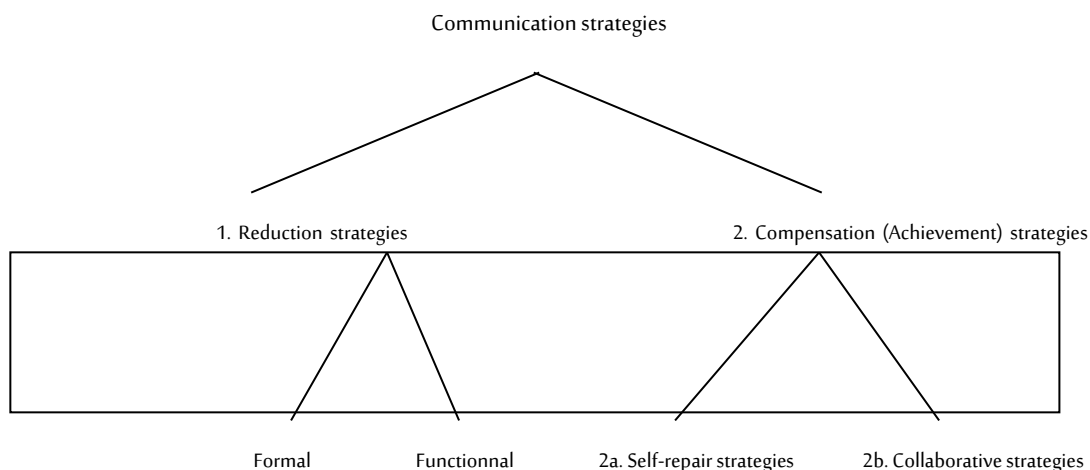 Communication strategies
1. Reduction strategies 2. Compensation (Achievement) strategies
Formal Functionnal 2a. Self-repair strategies 2b. Collaborative strategies